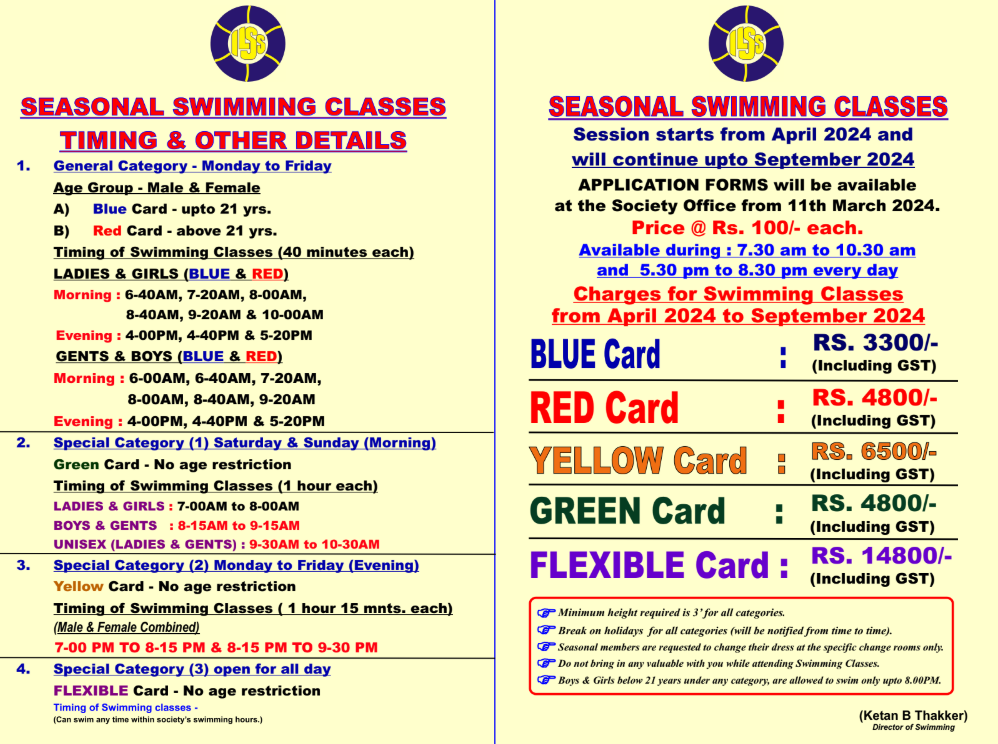 ILSS
SEASONAL SWIMMING CLASSES
TIMING & OTHER DETAILS
1. General Category - Monday to Friday
Age Group - Male & Female
A) Blue Card - upto 21 yrs.
B) Red Card - above 21 yrs.
Timing of Swimming Classes (40 minutes each)
LADIES & GIRLS (BLUE & RED)
Morning : 6-40AM, 7-20AM, 8-00AM,
8-40AM, 9-20AM & 10-00AM
Evening : 4-00PM, 4-40PM & 5-20PM
GENTS & BOYS (BLUE & RED)
Morning : 6-00AM, 6-40AM, 7-20AM,
8-00AM, 8-40AM, 9-20AM
Evening : 4-00PM, 4-40PM & 5-20PM
2. Special Category (1) Saturday & Sunday (Morning)
Green Card - No age restriction
Timing of Swimming Classes (1 hour each)
LADIES & GIRLS : 7-00AM to 8-00AM
BOYS & GENTS : 8-15AM to 9-15AM
UNISEX (LADIES & GENTS) : 9-30AM to 10-30AM
3. Special Category (2) Monday to Friday (Evening)
Yellow Card - No age restriction
Timing of Swimming Classes ( 1 hour 15 mnts. each)
(Male & Female Combined)
7-00 PM TO 8-15 PM & 8-15 PM TO 9-30 PM
4. Special Category (3) open for all day
FLEXIBLE Card - No age restriction
Timing of Swimming classes -
(Can swim any time within society's swimming hours.)
ILSS
SEASONAL SWIMMING CLASSES
Session starts from April 2024 and
will continue upto September 2024
APPLICATION FORMS will be available
at the Society Office from 11th March 2024.
Price @ Rs. 100/- each.
Available during : 7.30 am to 10.30 am
and 5.30 pm to 8.30 pm every day
Charges for Swimming Classes
from April 2024 to September 2024
BLUE Card : RS. 3300/-
(Including GST)
RED Card : RS. 4800/-
(Including GST)
YELLOW Card : RS. 6500/-
(Including GST)
GREEN Card : RS. 4800/-
(Including GST)
FLEXIBLE Card : RS. 14800/-
(Including GST)
Minimum height required is 3' for all categories.
Break on holidays for all categories (will be notified from time to time).
Seasonal members are requested to change their dress at the specific change rooms only.
Do not bring in any valuable with you while attending Swimming Classes.
Boys & Girls below 21 years under any category, are allowed to swim only upto 8.00PM.
(Ketan B Thakker)
Director of Swimming